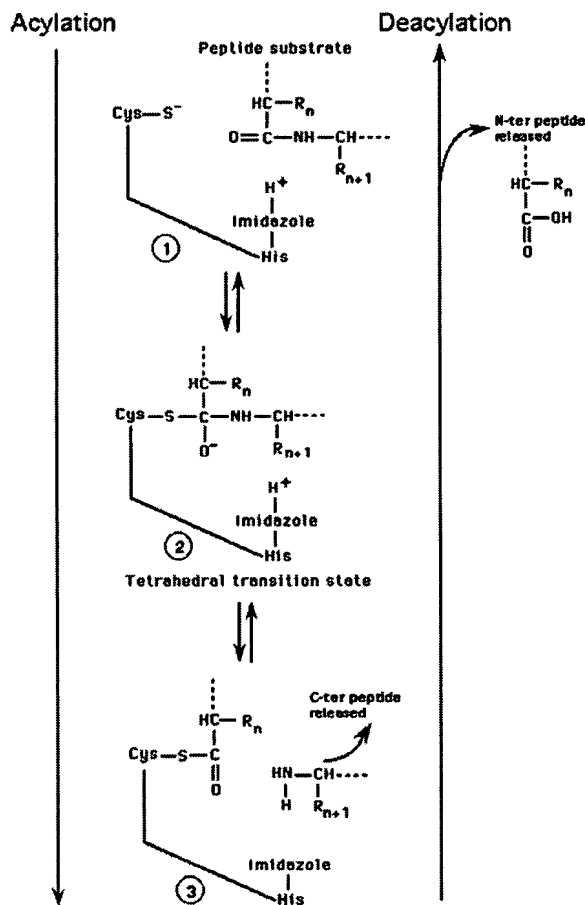 Acylation
Deacylation
Peptide substrate
HC—Rn
Cys—S−
O=C—NH—CH----
Rn+1
H+
Imidazole
His
1
N-ter peptide
released
HC—Rn
C—OH
O
HC—Rn
Cys—S—C—NH—CH----
O−
Rn+1
H+
Imidazole
His
2
Tetrahedral transition state
C-ter peptide
released
HC—Rn
Cys—S—C
O
HN—CH----
H
Rn+1
Imidazole
His
3